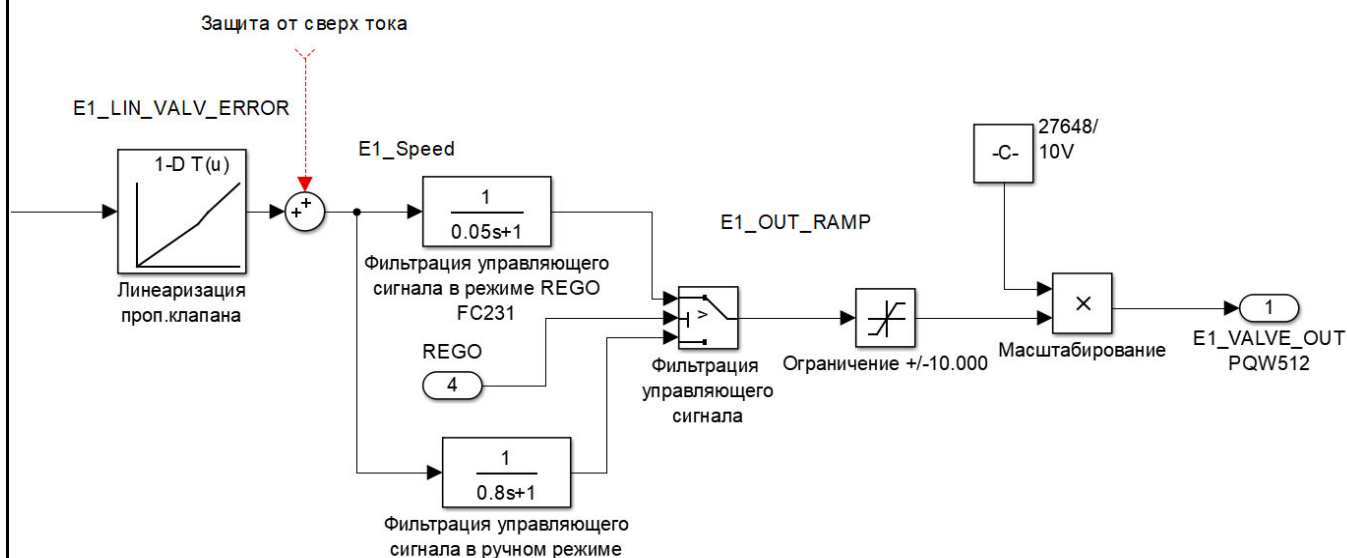 Защита от сверх тока
E1_LIN_VALV_ERROR
1-D T(u)
Линеаризация
проп.клапана
+
+
E1_Speed
1
0.05s+1
Фильтрация управляющего
сигнала в режиме REGO
FC231
REGO
4
1
0.8s+1
Фильтрация управляющего
сигнала в ручном режиме
E1_OUT_RAMP
>
Фильтрация
управляющего
сигнала
Ограничение +/-10.000
-C-
27648/
10V
×
Масштабирование
1
E1_VALVE_OUT
PQW512